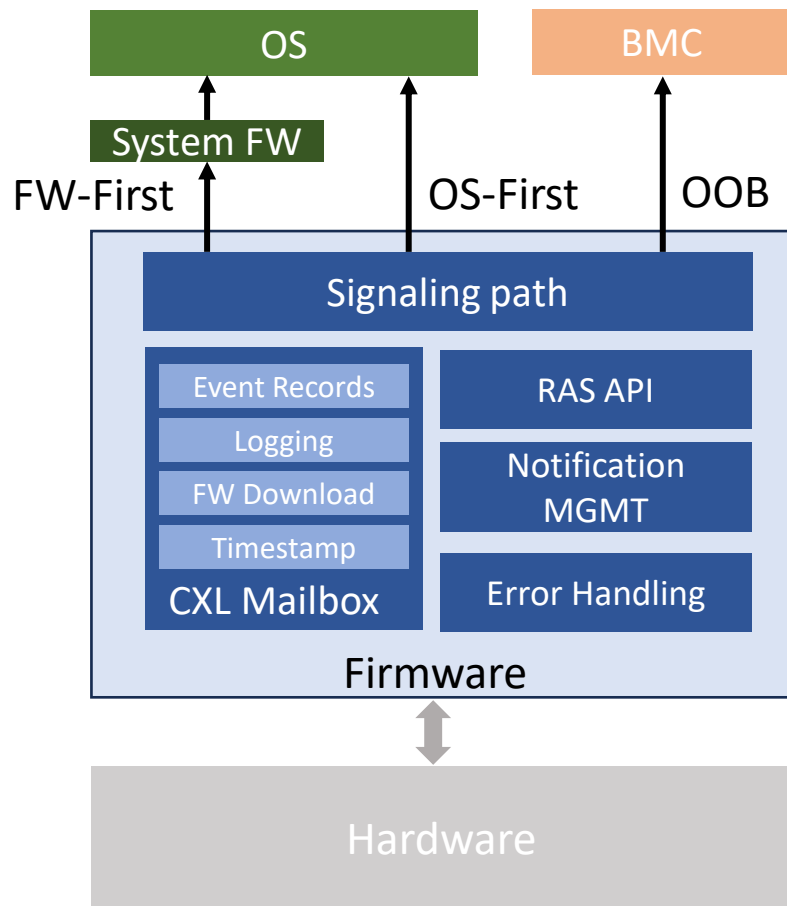 OS
BMC
System FW
FW-First
OS-First
OOB
Signaling path
Event Records
Logging
FW Download
Timestamp
CXL Mailbox
RAS API
Notification
MGMT
Error Handling
Firmware
Hardware